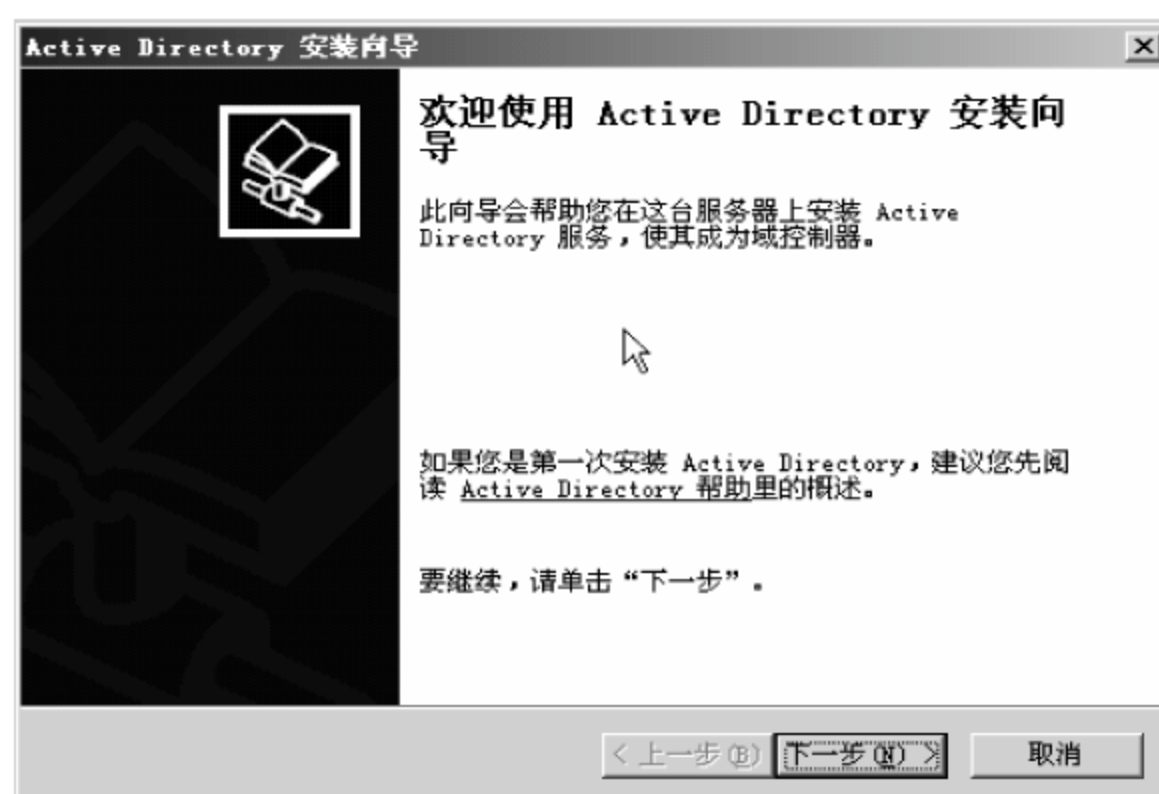 Active Directory 安装向导
欢迎使用 Active Directory 安装向
导
此向导会帮助您在这台服务器上安装 Active
Directory 服务，使其成为域控制器。
如果您是第一次安装 Active Directory，建议您先阅
读 Active Directory 帮助里的概述。
要继续，请单击“下一步”。
< 上一步(B) 下一步(N) > 取消